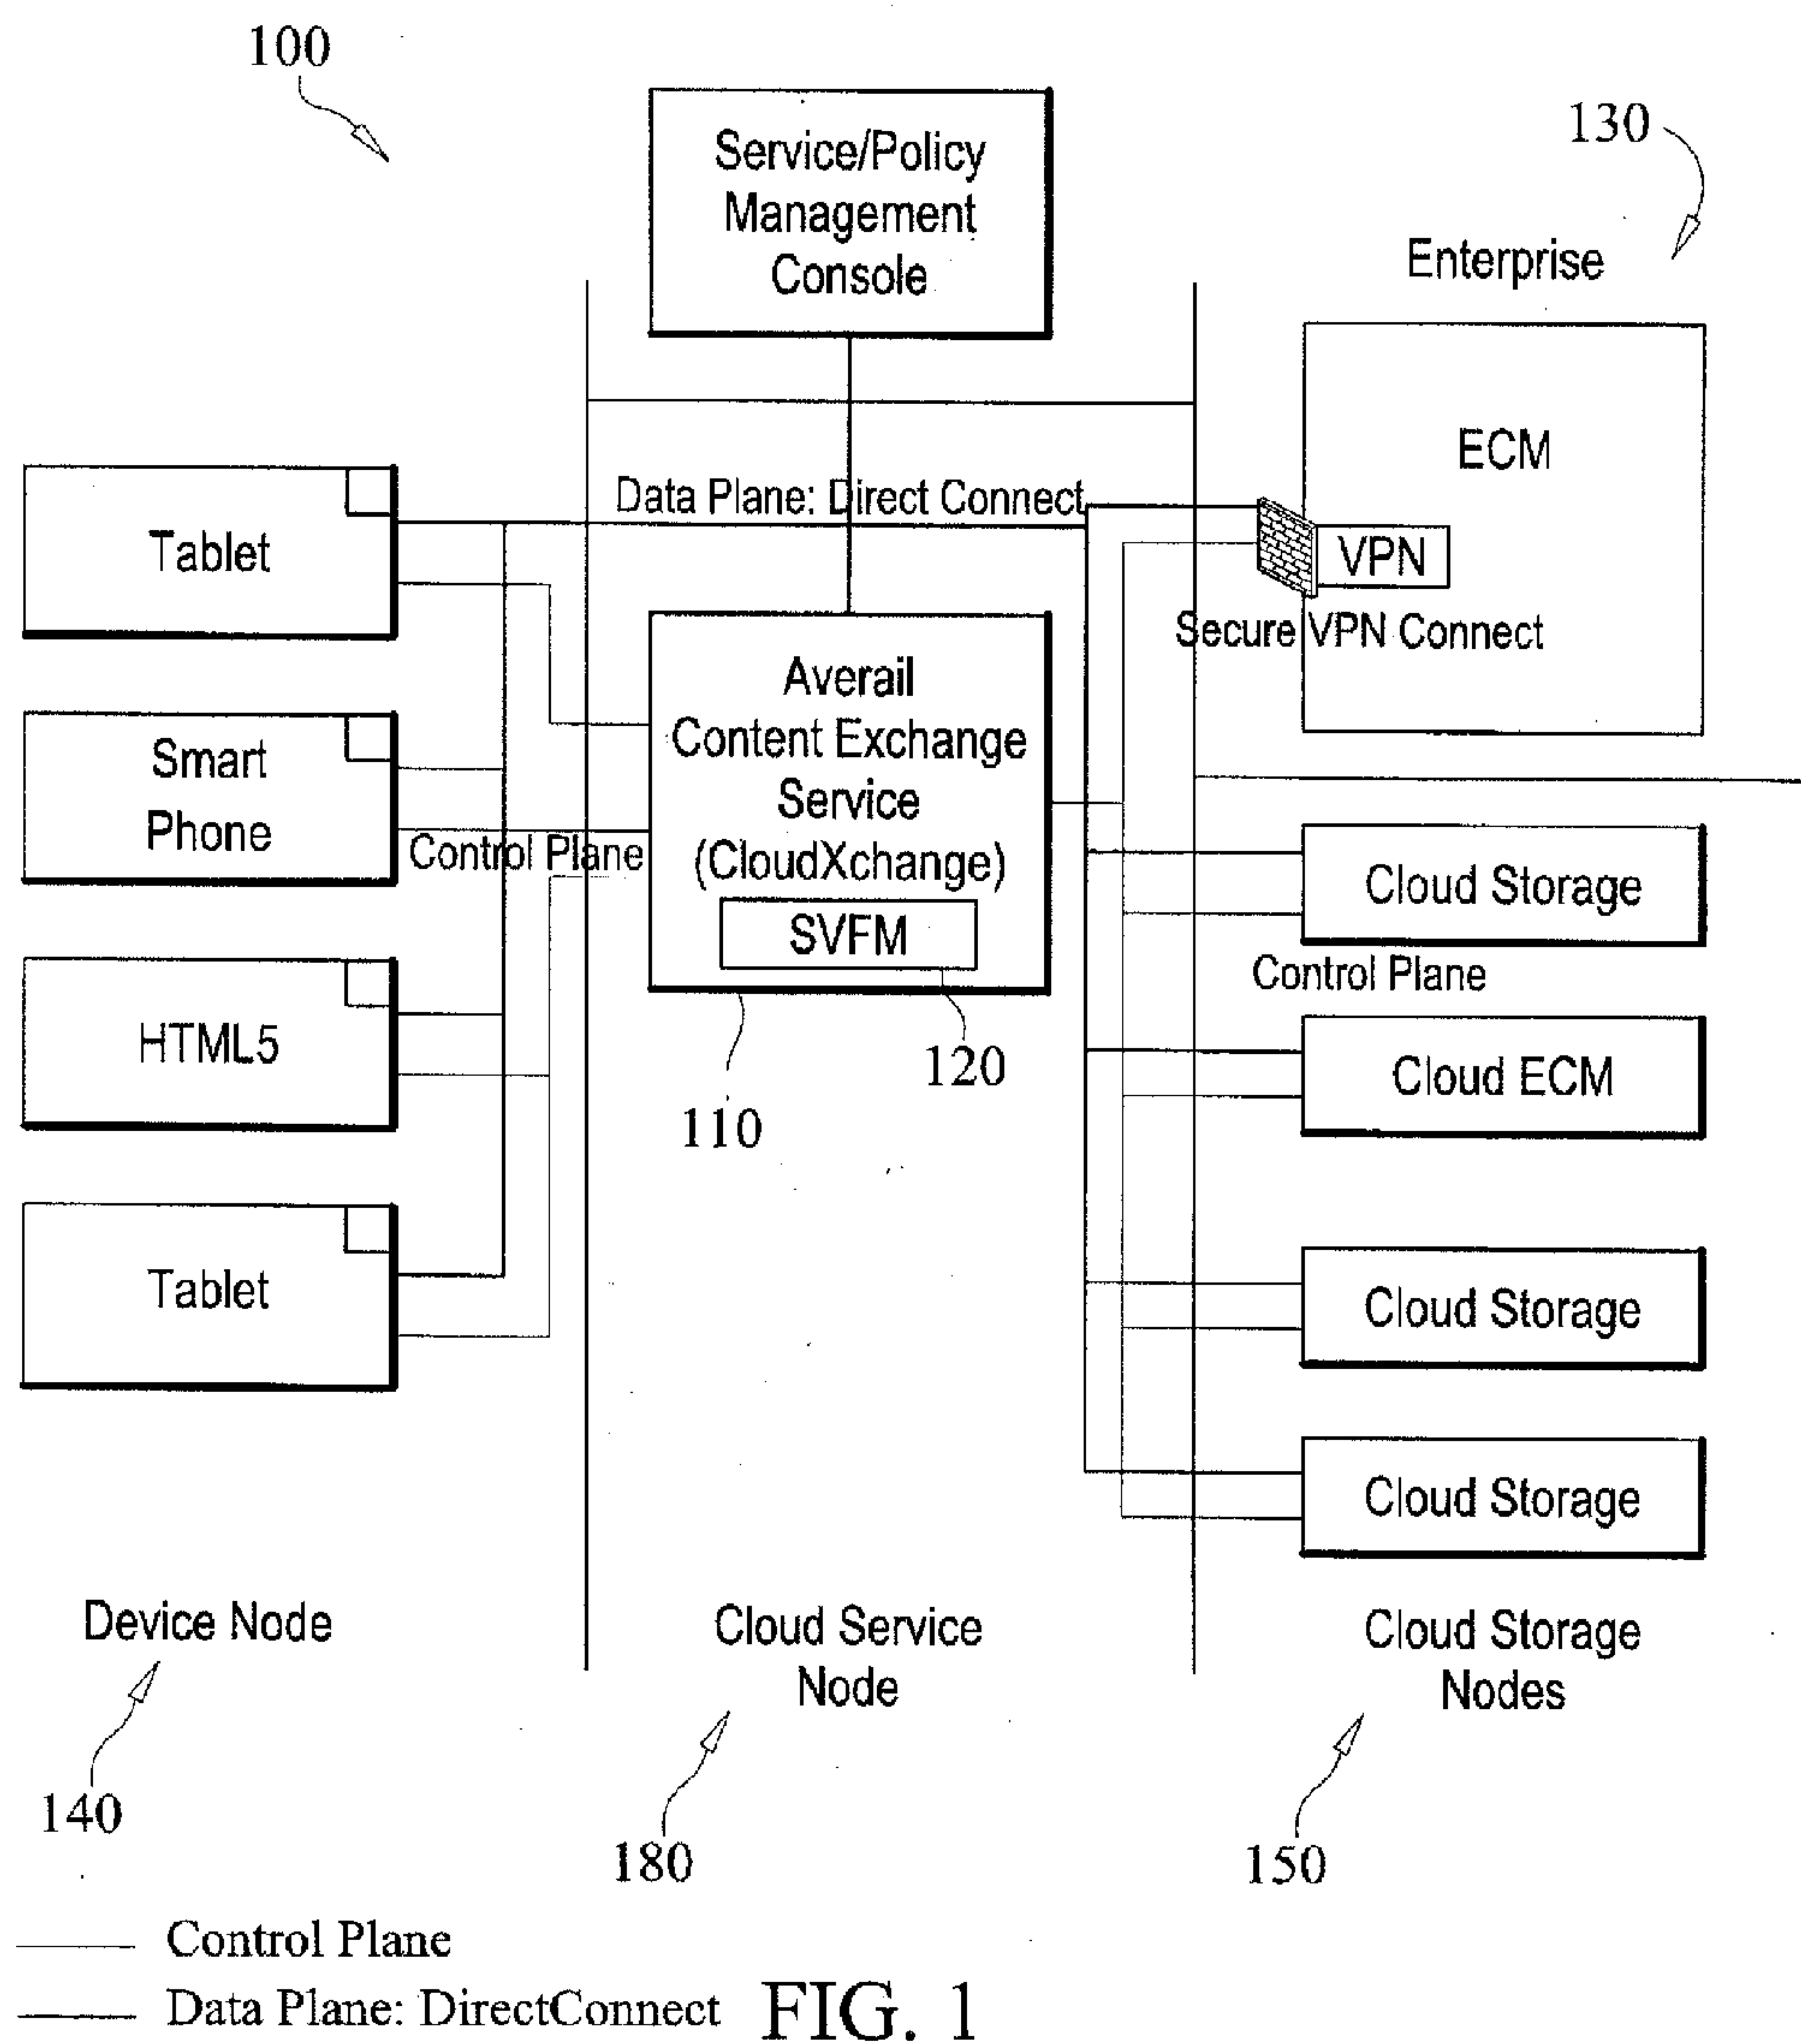 100
Service/Policy
Management
Console
130
Enterprise
ECM
Tablet
Data Plane: Direct Connect
VPN
Secure VPN Connect
Smart
Phone
Control Plane
Averail
Content Exchange
Service
(CloudXchange)
SVFM
Cloud Storage
Control Plane
HTML5
120
110
Cloud ECM
Tablet
Cloud Storage
Cloud Storage
Device Node
Cloud Service
Node
Cloud Storage
Nodes
140
180
150
Control Plane
Data Plane: DirectConnect
FIG. 1